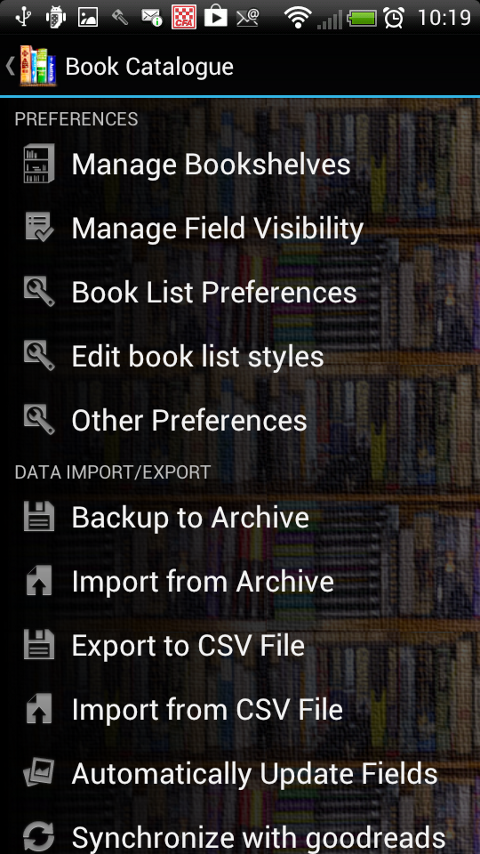 10:19
Book Catalogue
PREFERENCES
Manage Bookshelves
Manage Field Visibility
Book List Preferences
Edit book list styles
Other Preferences
DATA IMPORT/EXPORT
Backup to Archive
Import from Archive
Export to CSV File
Import from CSV File
Automatically Update Fields
Synchronize with goodreads